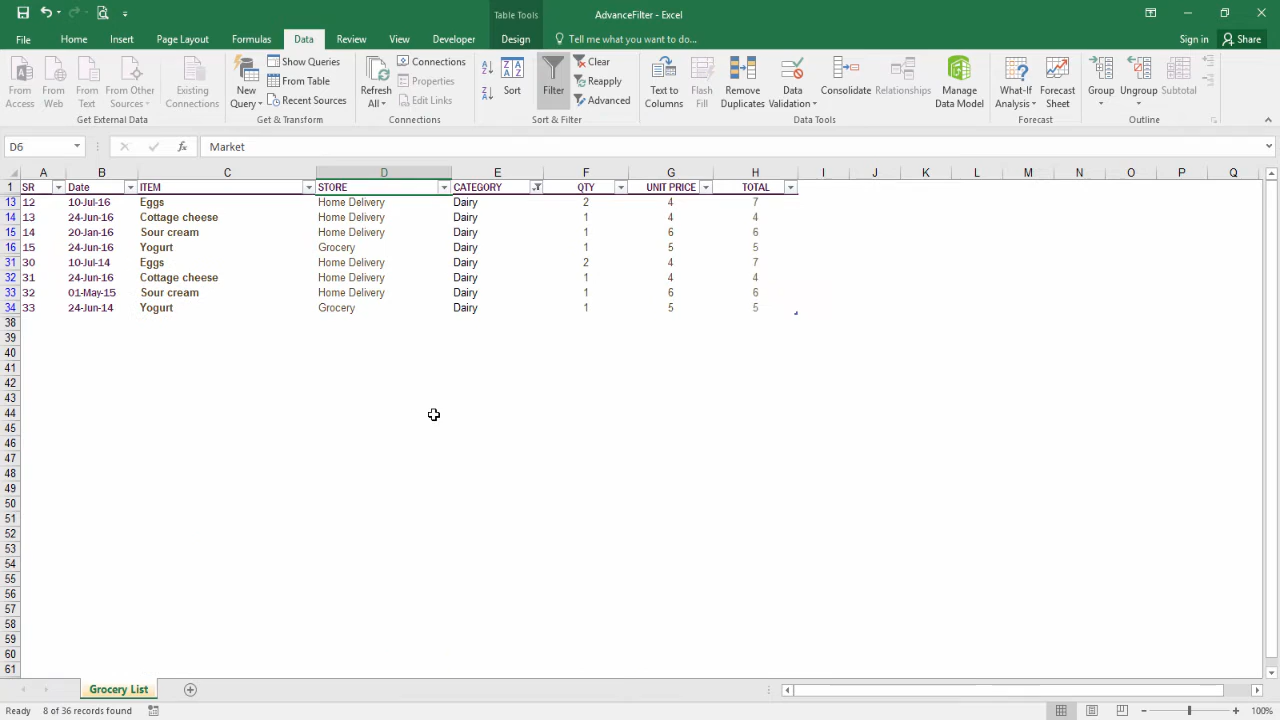 Table Tools
AdvanceFilter - Excel
File Home Insert Page Layout Formulas Data Review View Developer Design Tell me what you want to do... Sign in Share
From Access
From Web
From Text
From Other Sources
Existing Connections
Get External Data
New Query
Show Queries
From Table
Recent Sources
Get & Transform
Refresh All
Connections
Properties
Edit Links
Connections
Sort
Filter
Clear
Reapply
Advanced
Sort & Filter
Text to Columns
Flash Fill
Remove Duplicates
Data Validation
Consolidate
Relationships
Manage Data Model
Data Tools
What-If Analysis
Forecast Sheet
Forecast
Group
Ungroup
Subtotal
Outline
D6 fx Market
A B C D E F G H I J K L M N O P Q
1 SR Date ITEM STORE CATEGORY QTY UNIT PRICE TOTAL
13 12 10-Jul-16 Eggs Home Delivery Dairy 2 4 7
14 13 24-Jun-16 Cottage cheese Home Delivery Dairy 1 4 4
15 14 20-Jan-16 Sour cream Home Delivery Dairy 1 6 6
16 15 24-Jun-16 Yogurt Grocery Dairy 1 5 5
31 30 10-Jul-14 Eggs Home Delivery Dairy 2 4 7
32 31 24-Jun-16 Cottage cheese Home Delivery Dairy 1 4 4
33 32 01-May-15 Sour cream Home Delivery Dairy 1 6 6
34 33 24-Jun-14 Yogurt Grocery Dairy 1 5 5
38
39
40
41
42
43
44
45
46
47
48
49
50
51
52
53
54
55
56
57
58
59
60
61
Grocery List
Ready 8 of 36 records found 100%